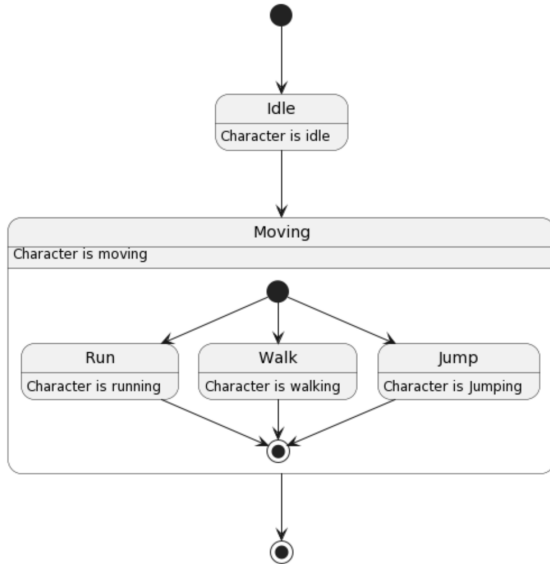 Idle
Character is idle
Moving
Character is moving
Run
Walk
Jump
Character is running
Character is walking
Character is Jumping